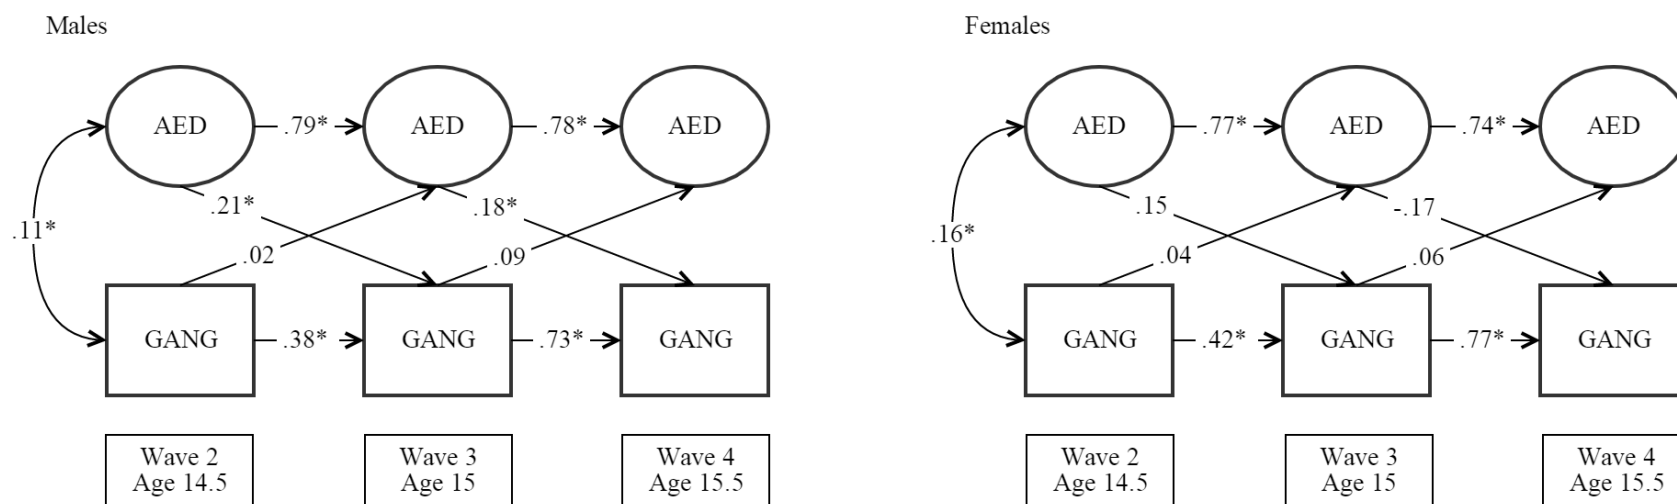 Males
AED
.79*
AED
.78*
AED
.21*
.18*
.11*
.02
.09
GANG
.38*
GANG
.73*
GANG
Wave 2
Age 14.5
Wave 3
Age 15
Wave 4
Age 15.5
Females
AED
.77*
AED
.74*
AED
.15
-.17
.16*
.04
.06
GANG
.42*
GANG
.77*
GANG
Wave 2
Age 14.5
Wave 3
Age 15
Wave 4
Age 15.5